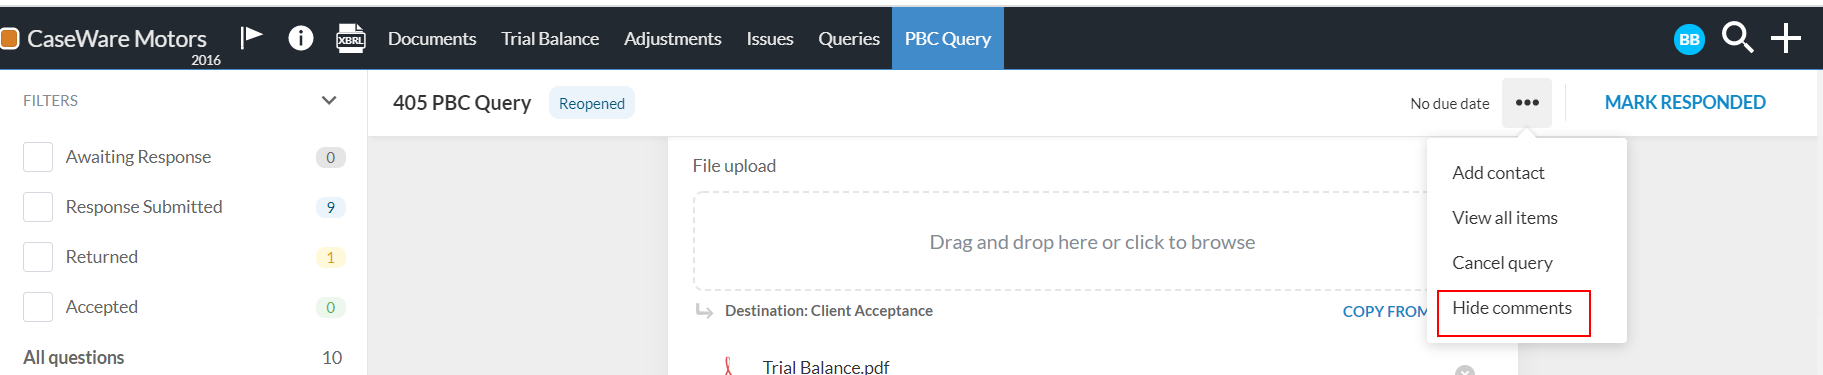 CaseWare Motors
2016
XBRL
Documents
Trial Balance
Adjustments
Issues
Queries
PBC Query
BB
FILTERS
Awaiting Response 0
Response Submitted 9
Returned 1
Accepted 0
All questions 10
405 PBC Query
Reopened
No due date
MARK RESPONDED
Add contact
View all items
Cancel query
Hide comments
File upload
Drag and drop here or click to browse
Destination: Client Acceptance
COPY FROM
Trial Balance.pdf